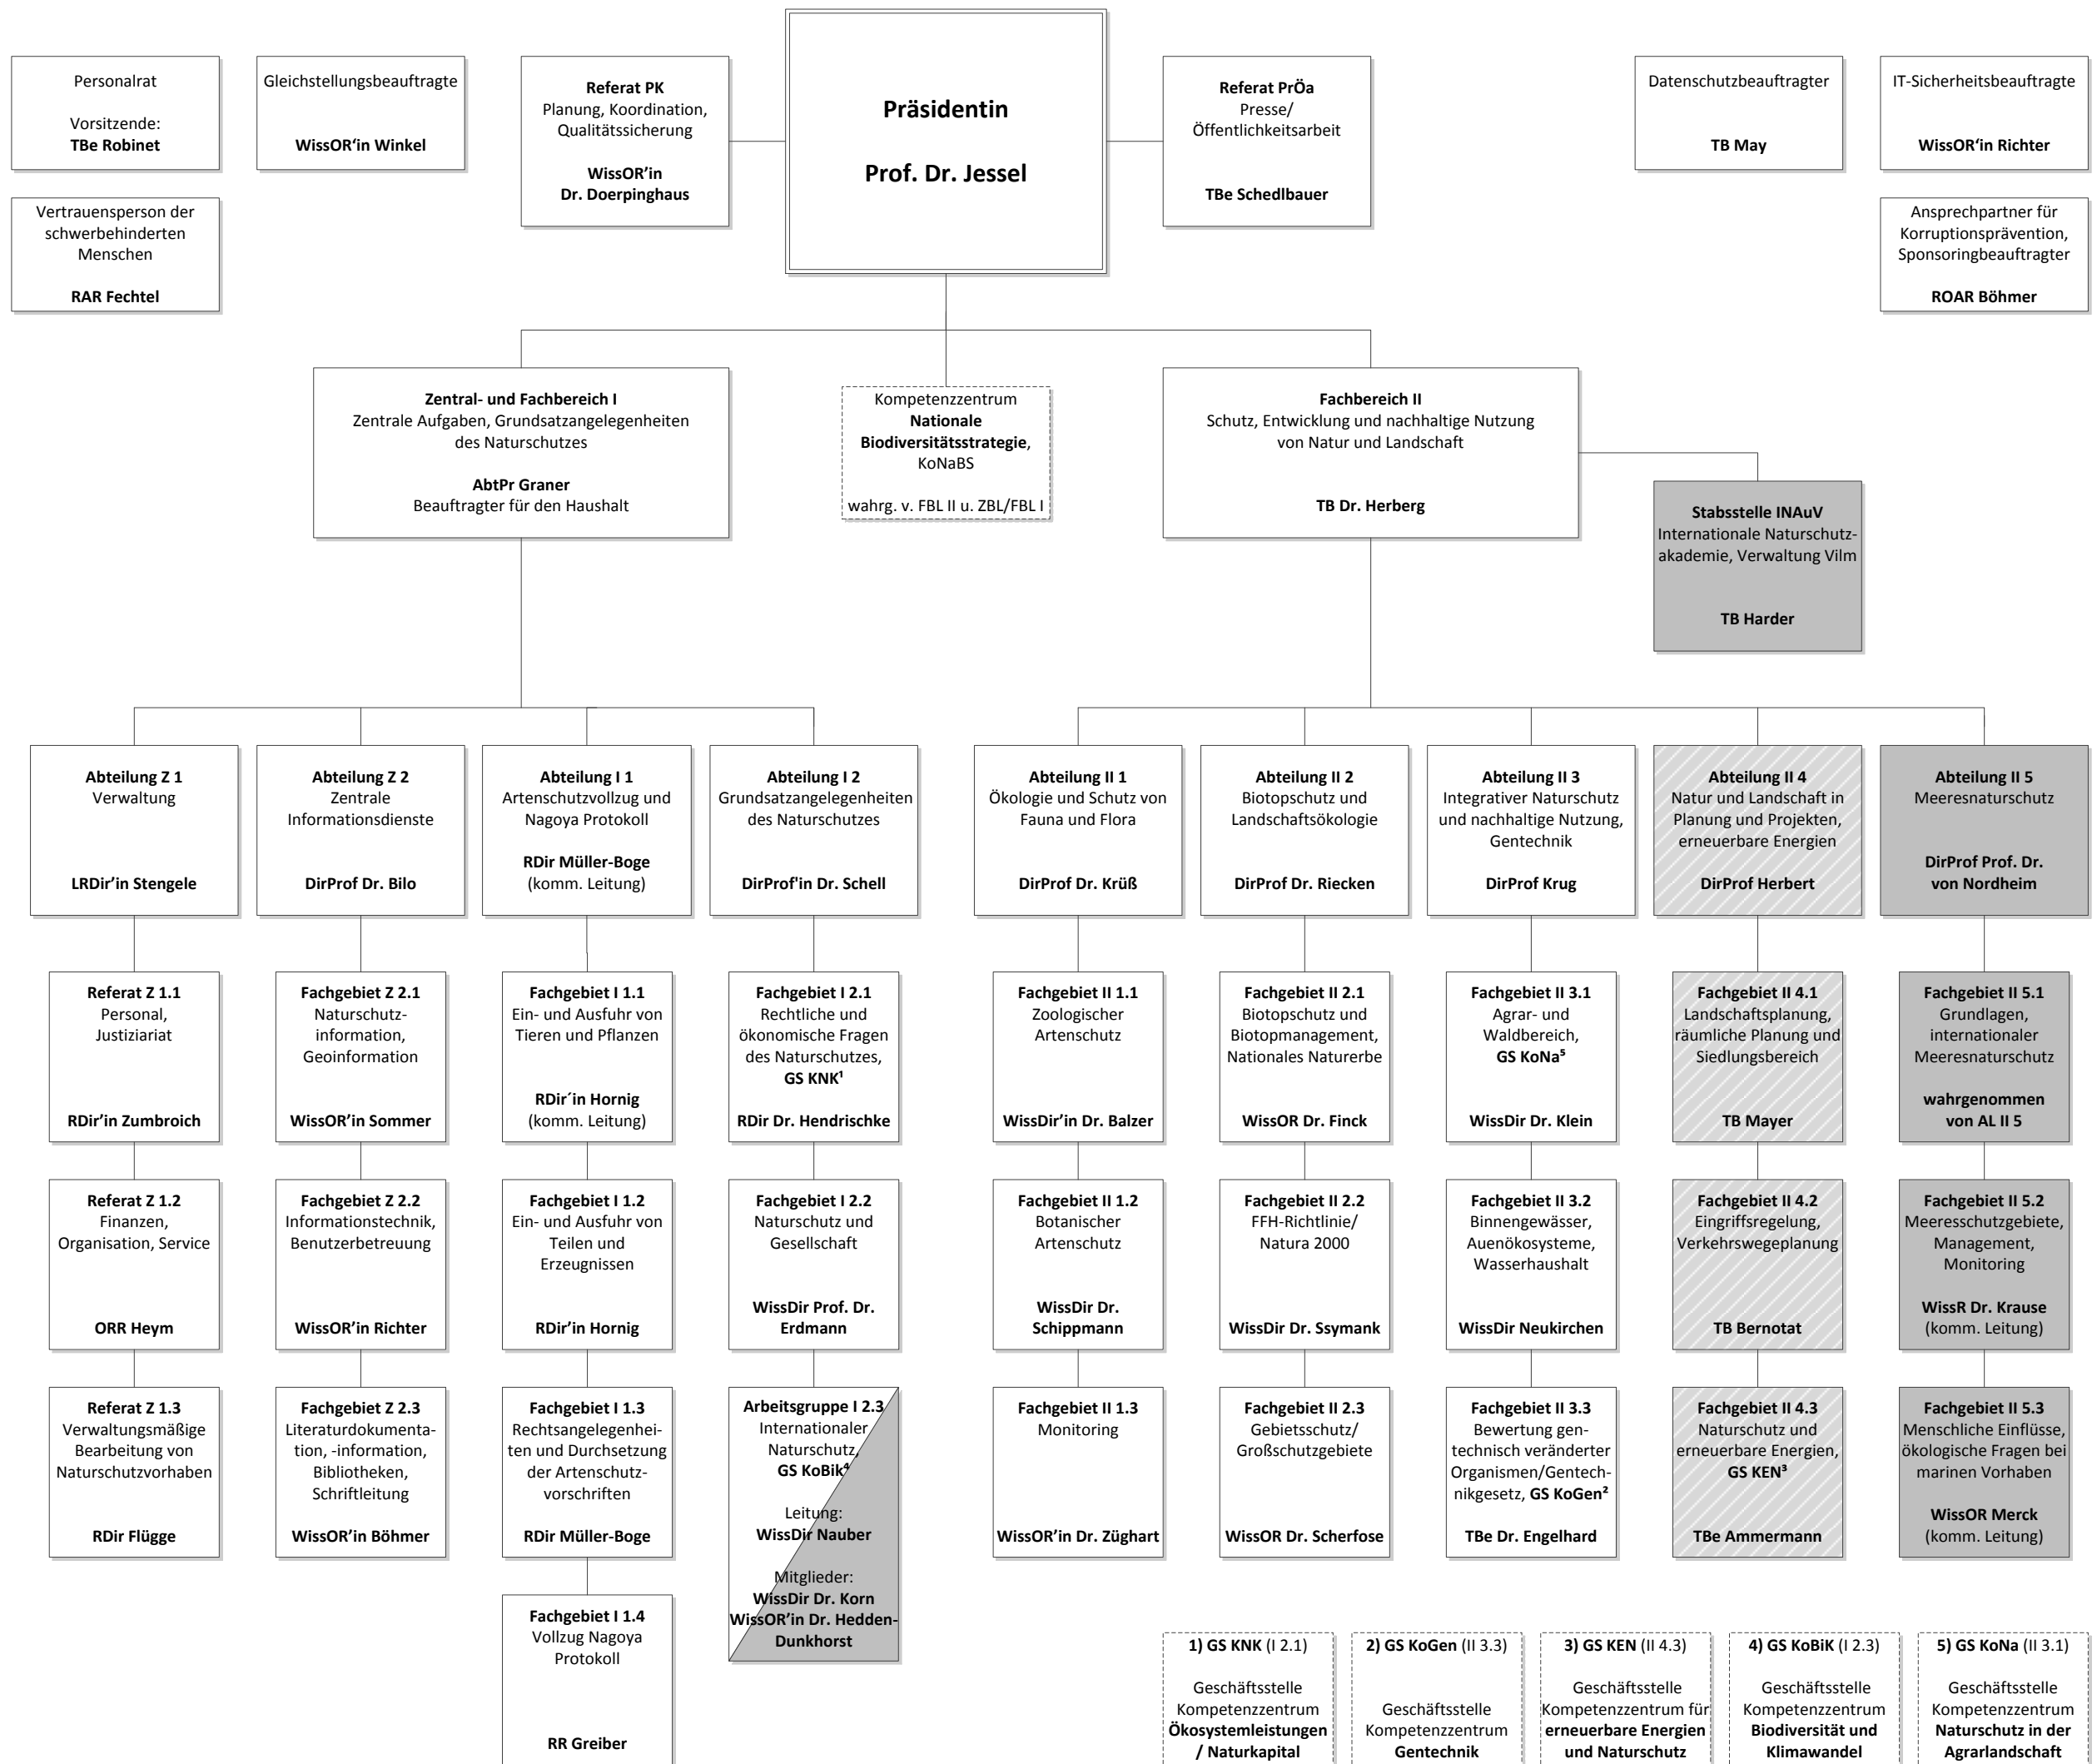 Personalrat
Vorsitzende:
TBe Robinet
Gleichstellungsbeauftragte
WissOR‘in Winkel
Referat PK
Planung, Koordination,
Qualitätssicherung
WissOR’in
Dr. Doerpinghaus
Präsidentin
Prof. Dr. Jessel
Referat PrÖa
Presse/
Öffentlichkeitsarbeit
TBe Schedlbauer
Datenschutzbeauftragter
TB May
IT-Sicherheitsbeauftragte
WissOR‘in Richter
Vertrauensperson der
schwerbehinderten
Menschen
RAR Fechtel
Ansprechpartner für
Korruptionsprävention,
Sponsoringbeauftragter
ROAR Böhmer
Zentral- und Fachbereich I
Zentrale Aufgaben, Grundsatzangelegenheiten
des Naturschutzes
AbtPr Graner
Beauftragter für den Haushalt
Kompetenzzentrum
Nationale
Biodiversitätsstrategie,
KoNaBS
wahrg. v. FBL II u. ZBL/FBL I
Fachbereich II
Schutz, Entwicklung und nachhaltige Nutzung
von Natur und Landschaft
TB Dr. Herberg
Stabsstelle INAuV
Internationale Naturschutz-
akademie, Verwaltung Vilm
TB Harder
Abteilung Z 1
Verwaltung
LRDir’in Stengele
Abteilung Z 2
Zentrale
Informationsdienste
DirProf Dr. Bilo
Abteilung I 1
Artenschutzvollzug und
Nagoya Protokoll
RDir Müller-Boge
(komm. Leitung)
Abteilung I 2
Grundsatzangelegenheiten
des Naturschutzes
DirProf'in Dr. Schell
Abteilung II 1
Ökologie und Schutz von
Fauna und Flora
DirProf Dr. Krüß
Abteilung II 2
Biotopschutz und
Landschaftsökologie
DirProf Dr. Riecken
Abteilung II 3
Integrativer Naturschutz
und nachhaltige Nutzung,
Gentechnik
DirProf Krug
Abteilung II 4
Natur und Landschaft in
Planung und Projekten,
erneuerbare Energien
DirProf Herbert
Abteilung II 5
Meeresnaturschutz
DirProf Prof. Dr.
von Nordheim
Referat Z 1.1
Personal,
Justiziariat
RDir’in Zumbroich
Fachgebiet Z 2.1
Naturschutz-
information,
Geoinformation
WissOR’in Sommer
Fachgebiet I 1.1
Ein- und Ausfuhr von
Tieren und Pflanzen
RDir´in Hornig
(komm. Leitung)
Fachgebiet I 2.1
Rechtliche und
ökonomische Fragen
des Naturschutzes,
GS KNK¹
RDir Dr. Hendrischke
Fachgebiet II 1.1
Zoologischer
Artenschutz
WissDir’in Dr. Balzer
Fachgebiet II 2.1
Biotopschutz und
Biotopmanagement,
Nationales Naturerbe
WissOR Dr. Finck
Fachgebiet II 3.1
Agrar- und
Waldbereich,
GS KoNa⁵
WissDir Dr. Klein
Fachgebiet II 4.1
Landschaftsplanung,
räumliche Planung und
Siedlungsbereich
TB Mayer
Fachgebiet II 5.1
Grundlagen,
internationaler
Meeresnaturschutz
wahrgenommen
von AL II 5
Referat Z 1.2
Finanzen,
Organisation, Service
ORR Heym
Fachgebiet Z 2.2
Informationstechnik,
Benutzerbetreuung
WissOR’in Richter
Fachgebiet I 1.2
Ein- und Ausfuhr von
Teilen und
Erzeugnissen
RDir’in Hornig
Fachgebiet I 2.2
Naturschutz und
Gesellschaft
WissDir Prof. Dr.
Erdmann
Fachgebiet II 1.2
Botanischer
Artenschutz
WissDir Dr.
Schippmann
Fachgebiet II 2.2
FFH-Richtlinie/
Natura 2000
WissDir Dr. Ssymank
Fachgebiet II 3.2
Binnengewässer,
Auenökosysteme,
Wasserhaushalt
WissDir Neukirchen
Fachgebiet II 4.2
Eingriffsregelung,
Verkehrswegeplanung
TB Bernotat
Fachgebiet II 5.2
Meeresschutzgebiete,
Management,
Monitoring
WissR Dr. Krause
(komm. Leitung)
Referat Z 1.3
Verwaltungsmäßige
Bearbeitung von
Naturschutzvorhaben
RDir Flügge
Fachgebiet Z 2.3
Literaturdokumenta-
tion, -information,
Bibliotheken,
Schriftleitung
WissOR’in Böhmer
Fachgebiet I 1.3
Rechtsangelegenhei-
ten und Durchsetzung
der Artenschutz-
vorschriften
RDir Müller-Boge
Arbeitsgruppe I 2.3
Internationaler
Naturschutz,
GS KoBik⁴
Leitung:
WissDir Nauber
Mitglieder:
WissDir Dr. Korn
WissOR’in Dr. Hedden-
Dunkhorst
Fachgebiet II 1.3
Monitoring
WissOR’in Dr. Züghart
Fachgebiet II 2.3
Gebietsschutz/
Großschutzgebiete
WissOR Dr. Scherfose
Fachgebiet II 3.3
Bewertung gen-
technisch veränderter
Organismen/Gentech-
nikgesetz, GS KoGen²
TBe Dr. Engelhard
Fachgebiet II 4.3
Naturschutz und
erneuerbare Energien,
GS KEN³
TBe Ammermann
Fachgebiet II 5.3
Menschliche Einflüsse,
ökologische Fragen bei
marinen Vorhaben
WissOR Merck
(komm. Leitung)
Fachgebiet I 1.4
Vollzug Nagoya
Protokoll
RR Greiber
1) GS KNK (I 2.1)
Geschäftsstelle
Kompetenzzentrum
Ökosystemleistungen
/ Naturkapital
2) GS KoGen (II 3.3)
Geschäftsstelle
Kompetenzzentrum
Gentechnik
3) GS KEN (II 4.3)
Geschäftsstelle
Kompetenzzentrum für
erneuerbare Energien
und Naturschutz
4) GS KoBiK (I 2.3)
Geschäftsstelle
Kompetenzzentrum
Biodiversität und
Klimawandel
5) GS KoNa (II 3.1)
Geschäftsstelle
Kompetenzzentrum
Naturschutz in der
Agrarlandschaft